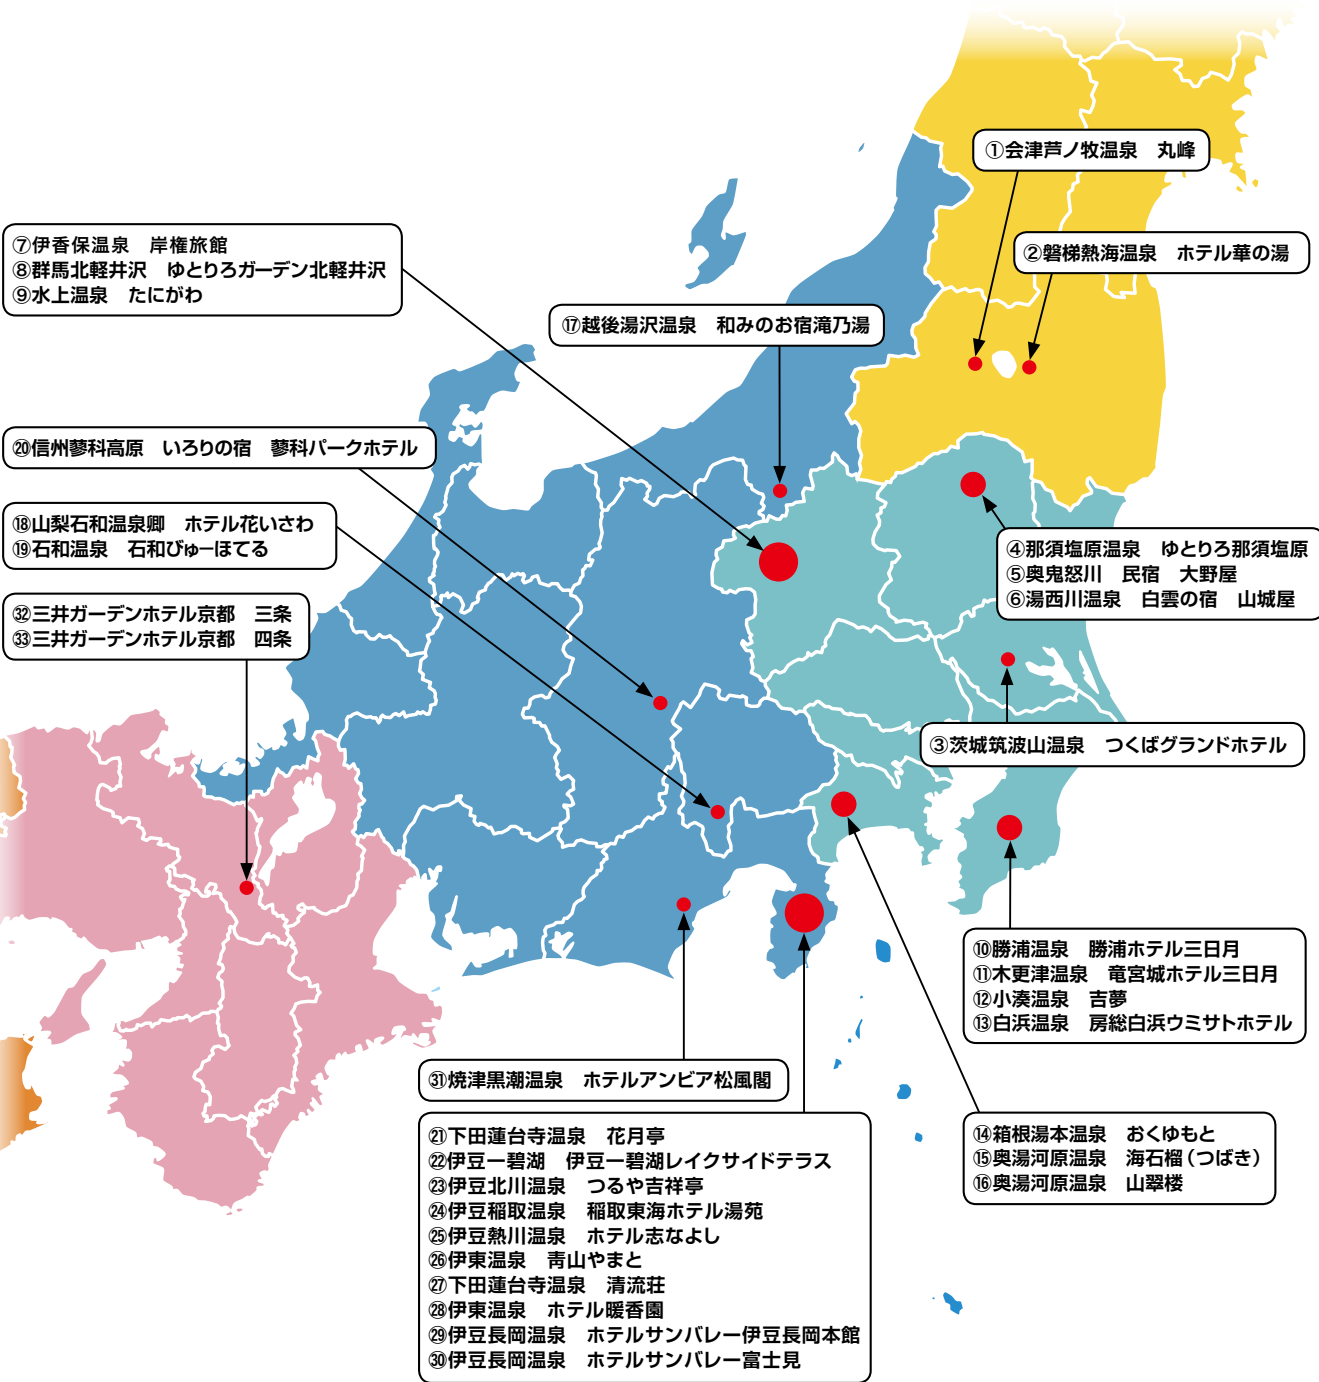 ①会津芦ノ牧温泉　丸峰
②磐梯熱海温泉　ホテル華の湯
⑦伊香保温泉　岸権旅館
⑧群馬北軽井沢　ゆとりろガーデン北軽井沢
⑨水上温泉　たにがわ
⑰越後湯沢温泉　和みのお宿滝乃湯
⑳信州蓼科高原　いろりの宿　蓼科パークホテル
⑱山梨石和温泉郷　ホテル花いさわ
⑲石和温泉　石和びゅーほてる
④那須塩原温泉　ゆとりろ那須塩原
⑤奥鬼怒川　民宿　大野屋
⑥湯西川温泉　白雲の宿　山城屋
㉜三井ガーデンホテル京都　三条
㉝三井ガーデンホテル京都　四条
③茨城筑波山温泉　つくばグランドホテル
⑩勝浦温泉　勝浦ホテル三日月
⑪木更津温泉　竜宮城ホテル三日月
⑫小湊温泉　吉夢
⑬白浜温泉　房総白浜ウミサトホテル
㉛焼津黒潮温泉　ホテルアンビア松風閣
㉑下田蓮台寺温泉　花月亭
㉒伊豆一碧湖　伊豆一碧湖レイクサイドテラス
㉓伊豆北川温泉　つるや吉祥亭
㉔伊豆稲取温泉　稲取東海ホテル湯苑
㉕伊豆熱川温泉　ホテル志なよし
㉖伊東温泉　青山やまと
㉗下田蓮台寺温泉　清流荘
㉘伊東温泉　ホテル暖香園
㉙伊豆長岡温泉　ホテルサンバレー伊豆長岡本館
㉚伊豆長岡温泉　ホテルサンバレー富士見
⑭箱根湯本温泉　おくゆもと
⑮奥湯河原温泉　海石榴（つばき）
⑯奥湯河原温泉　山翠楼